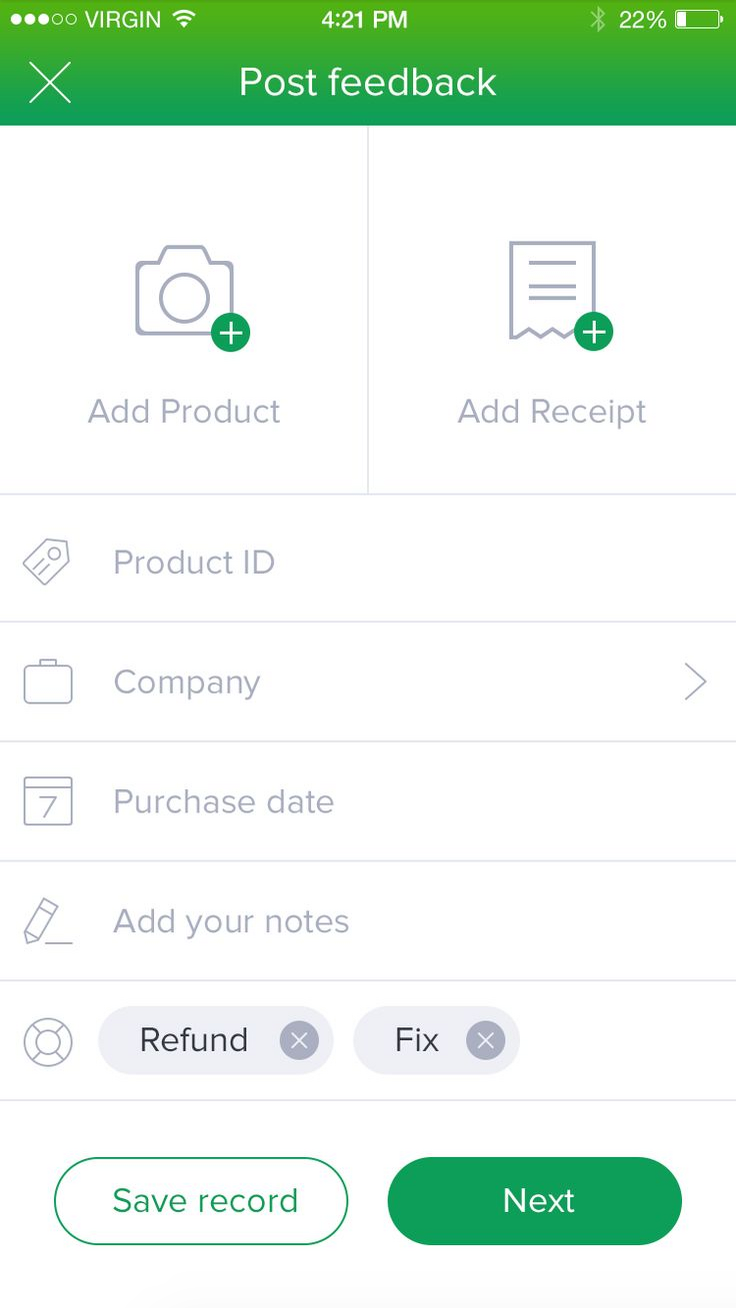 VIRGIN 4:21 PM 22%
Post feedback
Add Product Add Receipt
Product ID
Company
7 Purchase date
Add your notes
Refund Fix
Save record Next